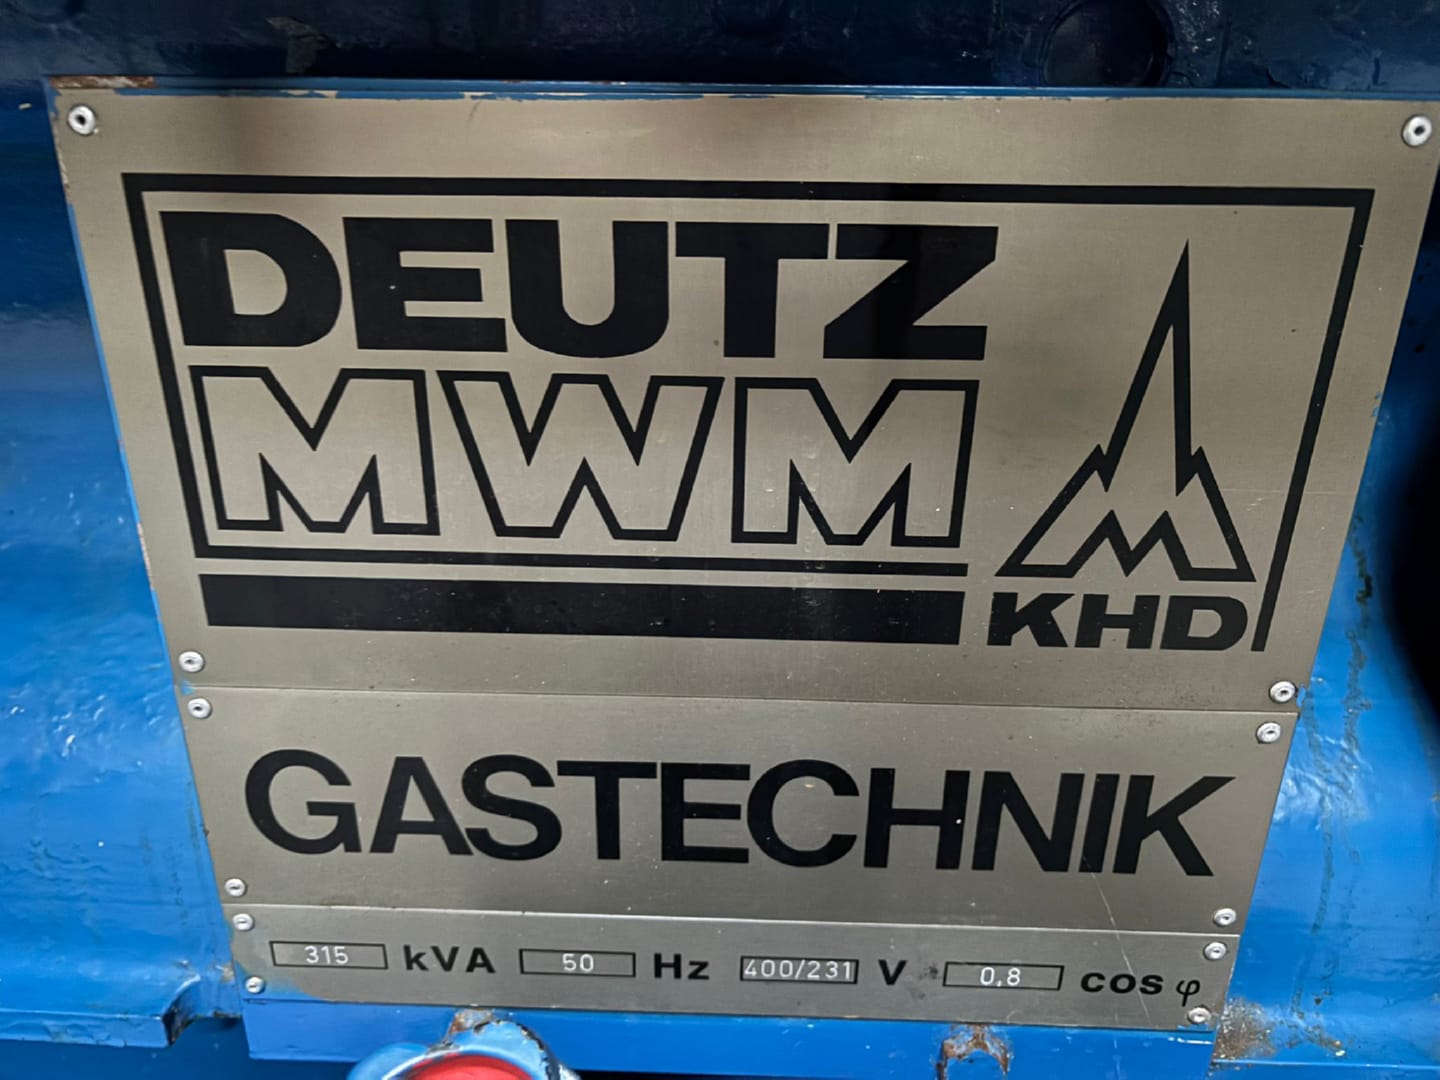 DEUTZ
MWM
KHD
GASTECHNIK
315 kVA 50 Hz 400/231 V 0,8 cos φ